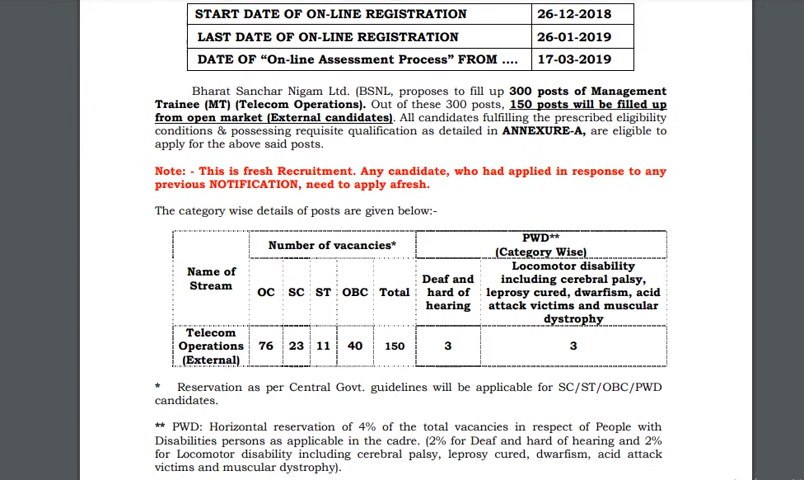 START DATE OF ON-LINE REGISTRATION 26-12-2018
LAST DATE OF ON-LINE REGISTRATION 26-01-2019
DATE OF “On-line Assessment Process” FROM .... 17-03-2019
Bharat Sanchar Nigam Ltd. (BSNL, proposes to fill up 300 posts of Management
Trainee (MT) (Telecom Operations). Out of these 300 posts, 150 posts will be filled up
from open market (External candidates). All candidates fulfilling the prescribed eligibility
conditions & possessing requisite qualification as detailed in ANNEXURE-A, are eligible to
apply for the above said posts.
Note: - This is fresh Recruitment. Any candidate, who had applied in response to any
previous NOTIFICATION, need to apply afresh.
The category wise details of posts are given below:-
Name of
Stream
Number of vacancies*
PWD**
(Category Wise)
OC SC ST OBC Total
Deaf and
hard of
hearing
Locomotor disability
including cerebral palsy,
leprosy cured, dwarfism, acid
attack victims and muscular
dystrophy
Telecom
Operations
(External)
76 23 11 40 150 3 3
* Reservation as per Central Govt. guidelines will be applicable for SC/ST/OBC/PWD
candidates.
** PWD: Horizontal reservation of 4% of the total vacancies in respect of People with
Disabilities persons as applicable in the cadre. (2% for Deaf and hard of hearing and 2%
for Locomotor disability including cerebral palsy, leprosy cured, dwarfism, acid attack
victims and muscular dystrophy).